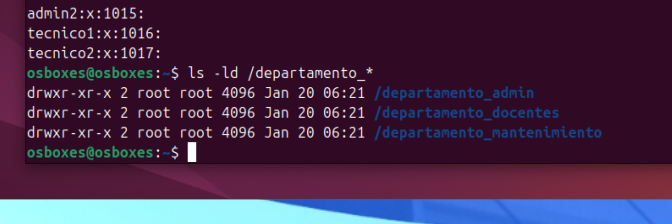 admin2:x:1015:
tecnico1:x:1016:
tecnico2:x:1017:
osboxes@osboxes:~$ ls -ld /departamento_*
drwxr-xr-x 2 root root 4096 Jan 20 06:21 /departamento_admin
drwxr-xr-x 2 root root 4096 Jan 20 06:21 /departamento_docentes
drwxr-xr-x 2 root root 4096 Jan 20 06:21 /departamento_mantenimiento
osboxes@osboxes:~$